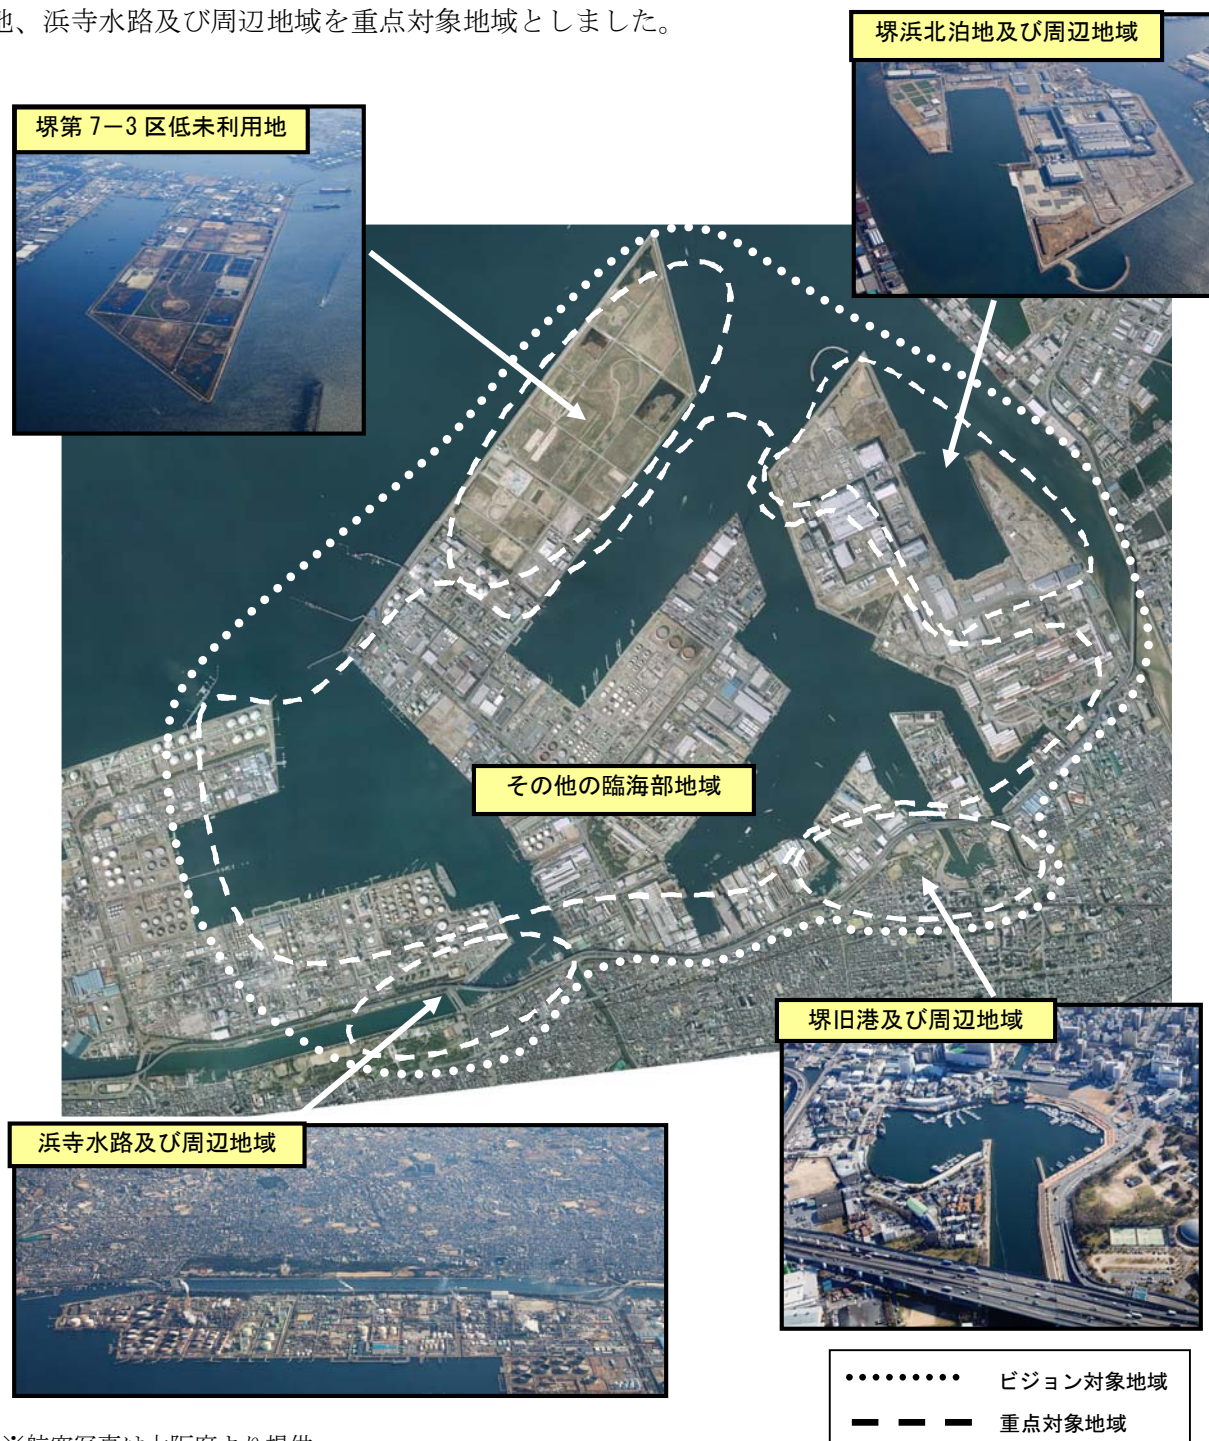 、浜寺水路及び周辺地域を重点対象地域としました。
堺浜北泊地及び周辺地域
堺第7－3区低未利用地
その他の臨海部地域
堺旧港及び周辺地域
浜寺水路及び周辺地域
ビジョン対象地域
重点対象地域